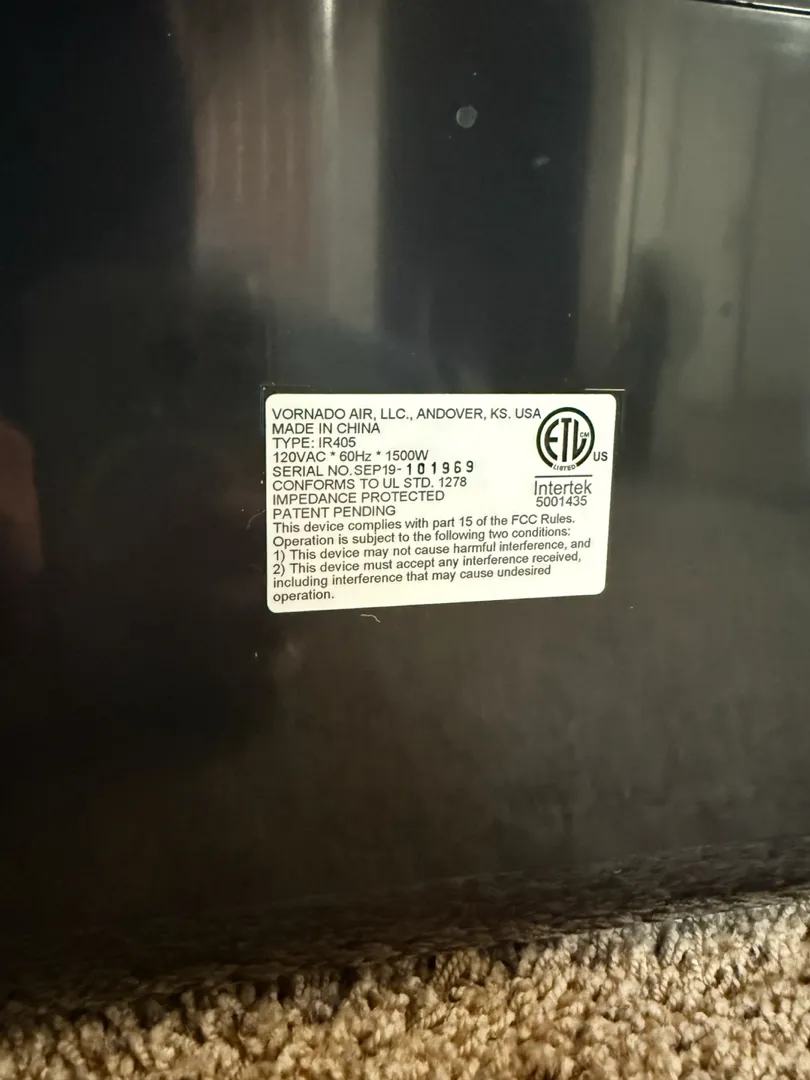 VORNADO AIR, LLC., ANDOVER, KS. USA
MADE IN CHINA
TYPE: IR405
120VAC * 60Hz * 1500W
SERIAL NO. SEP19-101969
CONFORMS TO UL STD. 1278
IMPEDANCE PROTECTED
PATENT PENDING
This device complies with part 15 of the FCC Rules.
Operation is subject to the following two conditions:
1) This device may not cause harmful interference, and
2) This device must accept any interference received,
including interference that may cause undesired
operation.
ETL CM
LISTED
US
Intertek
5001435